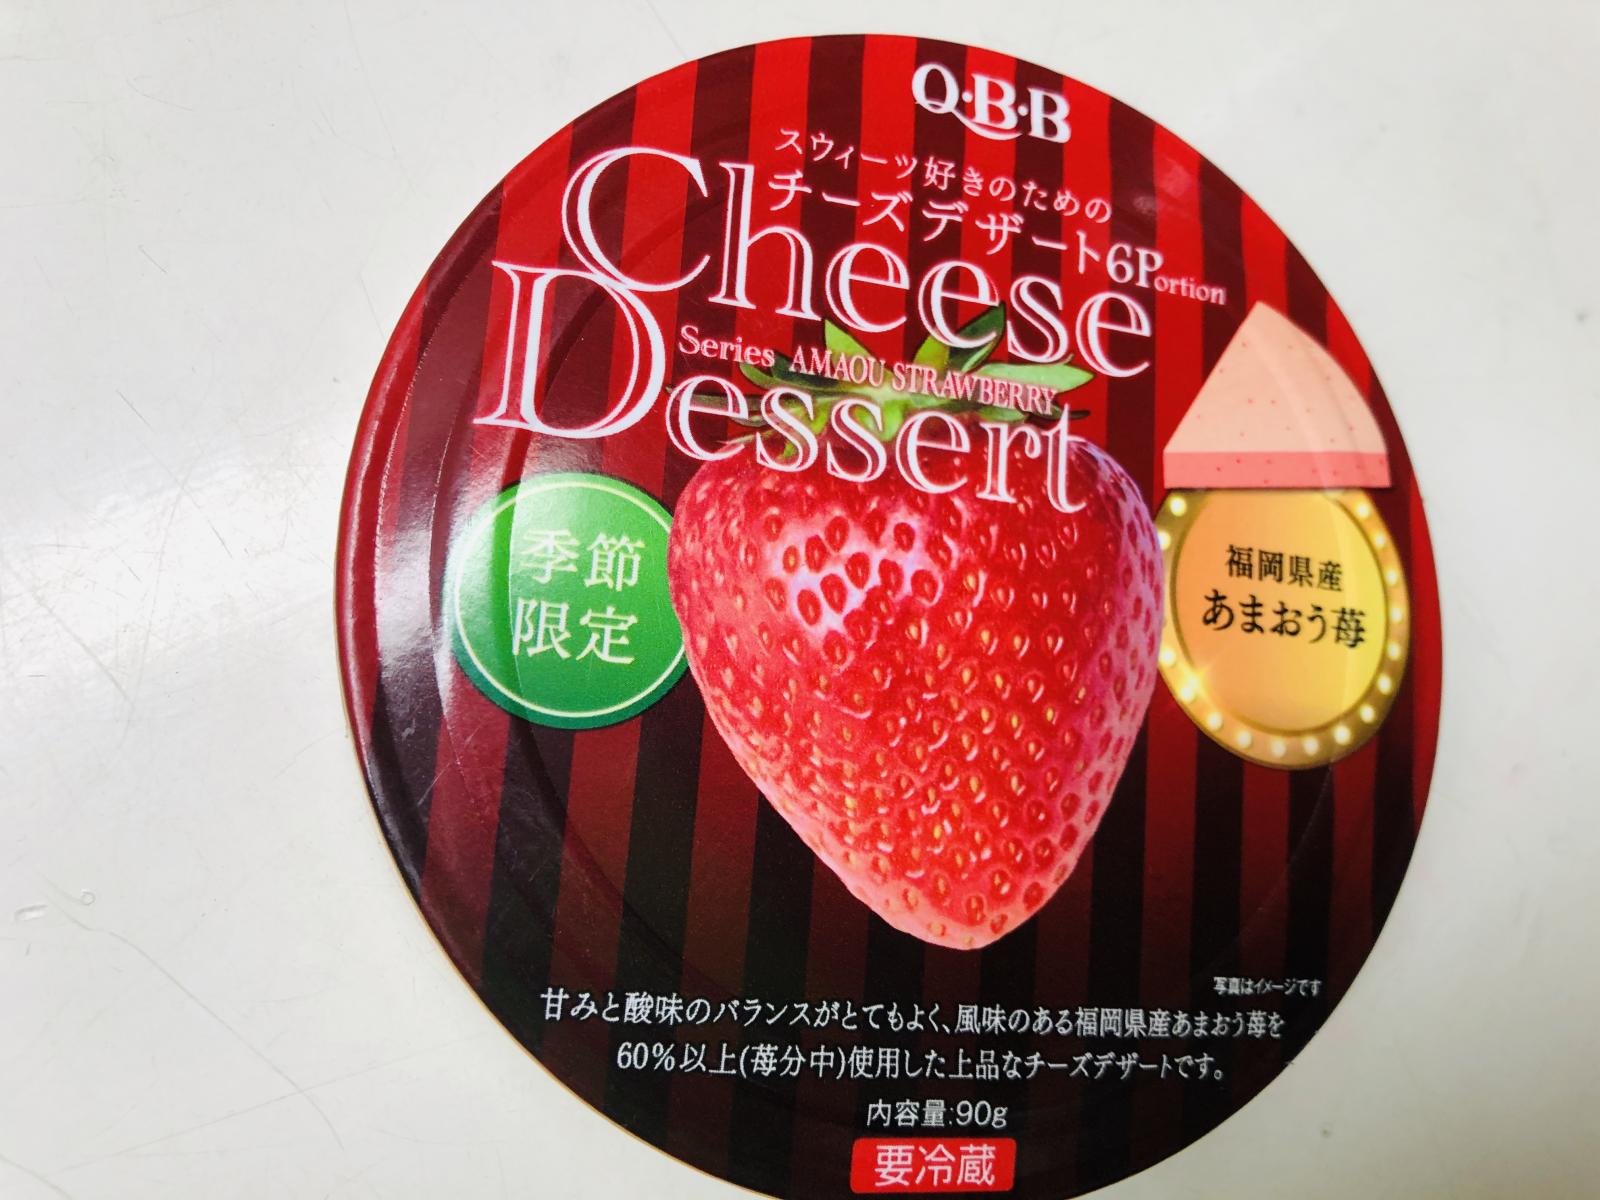 Q・B・B
スウィーツ好きのための
チーズデザート6Portion
Cheese
Series AMAOU STRAWBERRY
Dessert
季節
限定
福岡県産
あまおう苺
写真はイメージです
甘みと酸味のバランスがとてもよく、風味のある福岡県産あまおう苺を
60%以上(苺分中)使用した上品なチーズデザートです。
内容量:90g
要冷蔵